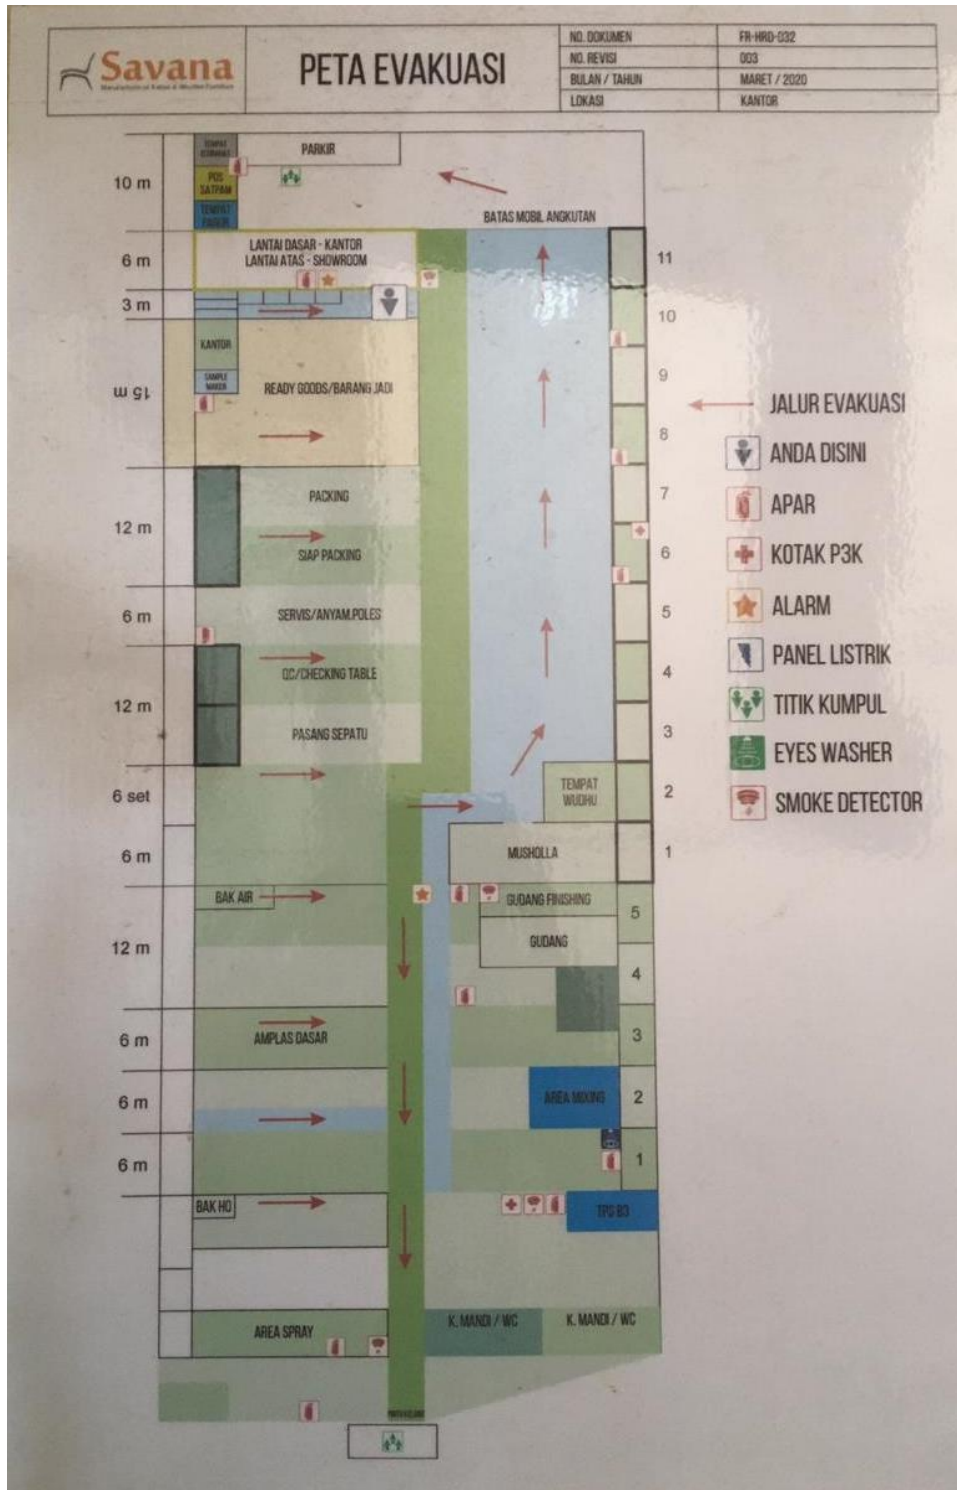 Savana
PETA EVAKUASI
NO. DOKUMEN FR-HRD-032
NO. REVISI 003
BULAN / TAHUN MARET / 2020
LOKASI KANTOR
PARKIR
10 m
POS
SATPAM
TEMPAT
BATAS MOBIL ANGKUTAN
LANTAI DASAR - KANTOR
LANTAI ATAS - SHOWROOM
6 m
11
3 m
10
KANTOR
SAMPLE
MAKER
15 m
READY GOODS/BARANG JADI
9
8
JALUR EVAKUASI
ANDA DISINI
APAR
KOTAK P3K
ALARM
PANEL LISTRIK
TITIK KUMPUL
EYES WASHER
SMOKE DETECTOR
PACKING
7
12 m
SIAP PACKING
6
6 m
SERVIS/ANYAM.POLES
5
QC/CHECKING TABLE
4
12 m
PASANG SEPATU
3
6 set
TEMPAT
WUDHU
2
6 m
MUSHOLLA
1
BAK AIR
GUDANG FINISHING
5
12 m
GUDANG
4
6 m
AMPLAS DASAR
3
6 m
AREA MIXING
2
6 m
1
BAK HO
TPS B3
AREA SPRAY
K. MANDI / WC
K. MANDI / WC